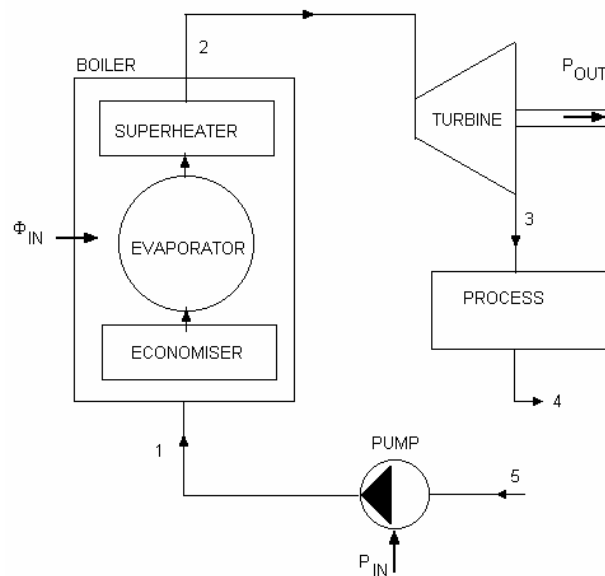 2
BOILER
P OUT
SUPERHEATER
TURBINE
Φ IN
EVAPORATOR
3
PROCESS
ECONOMISER
4
1
PUMP
5
P IN